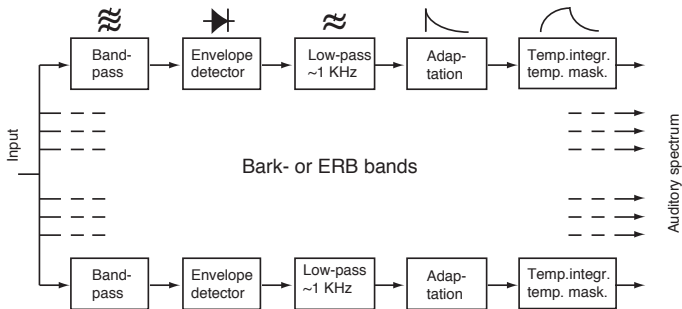 Band-
pass
Envelope
detector
Low-pass
~1 KHz
Adap-
tation
Temp.integr.
temp. mask.
Input
Bark- or ERB bands
Auditory spectrum
Band-
pass
Envelope
detector
Low-pass
~1 KHz
Adap-
tation
Temp.integr.
temp. mask.